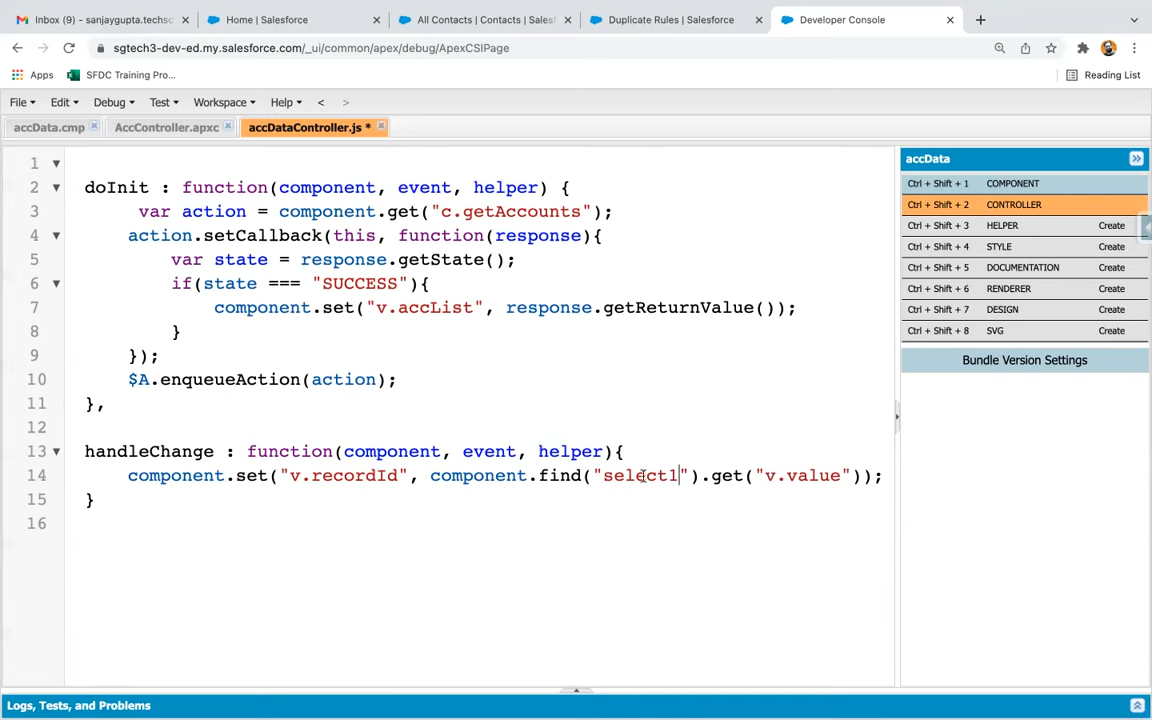 Inbox (9) - sanjaygupta.techsc
Home | Salesforce
All Contacts | Contacts | Sales
Duplicate Rules | Salesforce
Developer Console
sgtech3-dev-ed.my.salesforce.com/_ui/common/apex/debug/ApexCSIPage
Apps
SFDC Training Pro...
Reading List
File Edit Debug Test Workspace Help < >
accData.cmp
AccController.apxc
accDataController.js *
1
2 doInit : function(component, event, helper) {
3 var action = component.get("c.getAccounts");
4 action.setCallback(this, function(response){
5 var state = response.getState();
6 if(state === "SUCCESS"){
7 component.set("v.accList", response.getReturnValue());
8 }
9 });
10 $A.enqueueAction(action);
11 },
12
13 handleChange : function(component, event, helper){
14 component.set("v.recordId", component.find("select1").get("v.value"));
15 }
16
accData
Ctrl + Shift + 1 COMPONENT
Ctrl + Shift + 2 CONTROLLER
Ctrl + Shift + 3 HELPER Create
Ctrl + Shift + 4 STYLE Create
Ctrl + Shift + 5 DOCUMENTATION Create
Ctrl + Shift + 6 RENDERER Create
Ctrl + Shift + 7 DESIGN Create
Ctrl + Shift + 8 SVG Create
Bundle Version Settings
Logs, Tests, and Problems